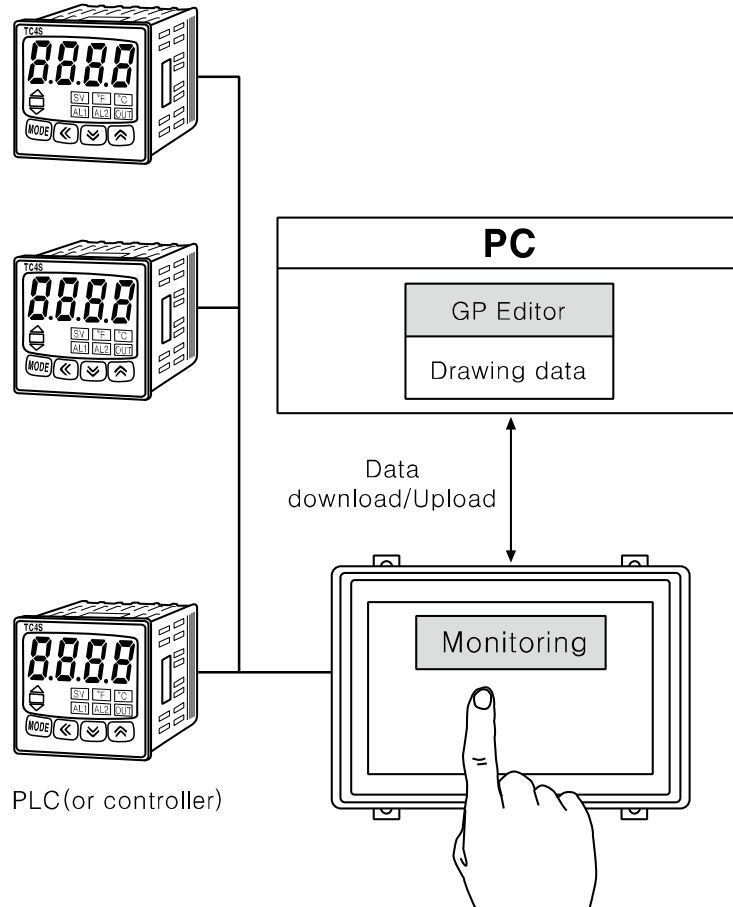 TC4S
8.8.8.8
SV °F °C
AL1 AL2 OUT
MODE
TC4S
8.8.8.8
SV °F °C
AL1 AL2 OUT
MODE
PC
GP Editor
Drawing data
Data
download/Upload
TC4S
8.8.8.8
SV °F °C
AL1 AL2 OUT
MODE
Monitoring
PLC(or controller)